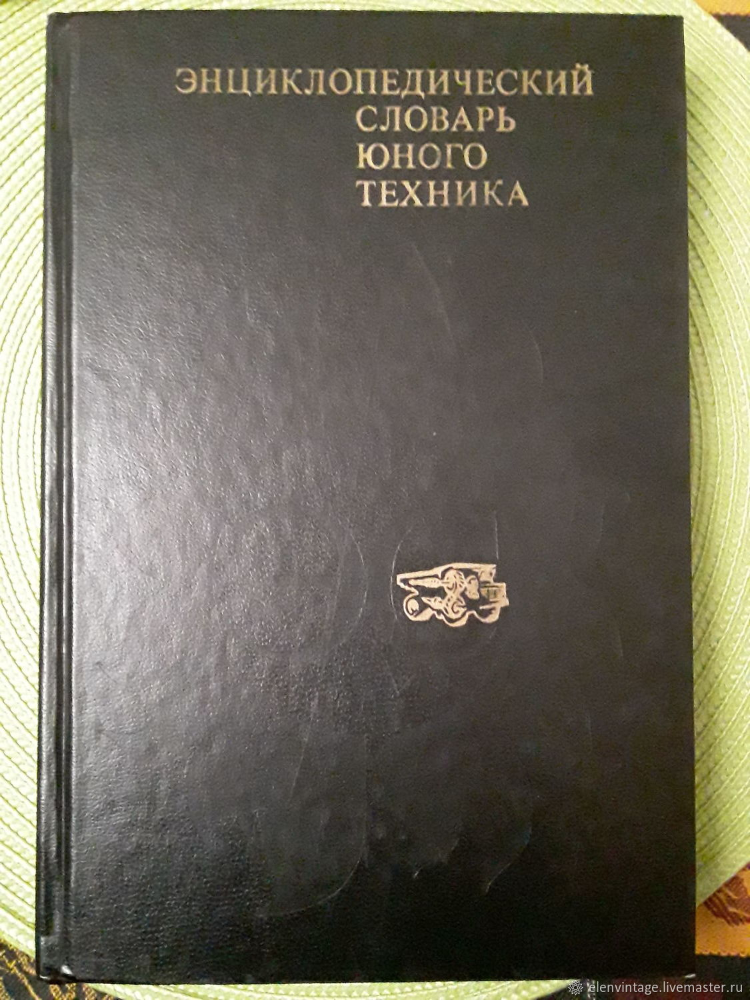 ЭНЦИКЛОПЕДИЧЕСКИЙ
СЛОВАРЬ
ЮНОГО
ТЕХНИКА
elenvintage.livemaster.ru